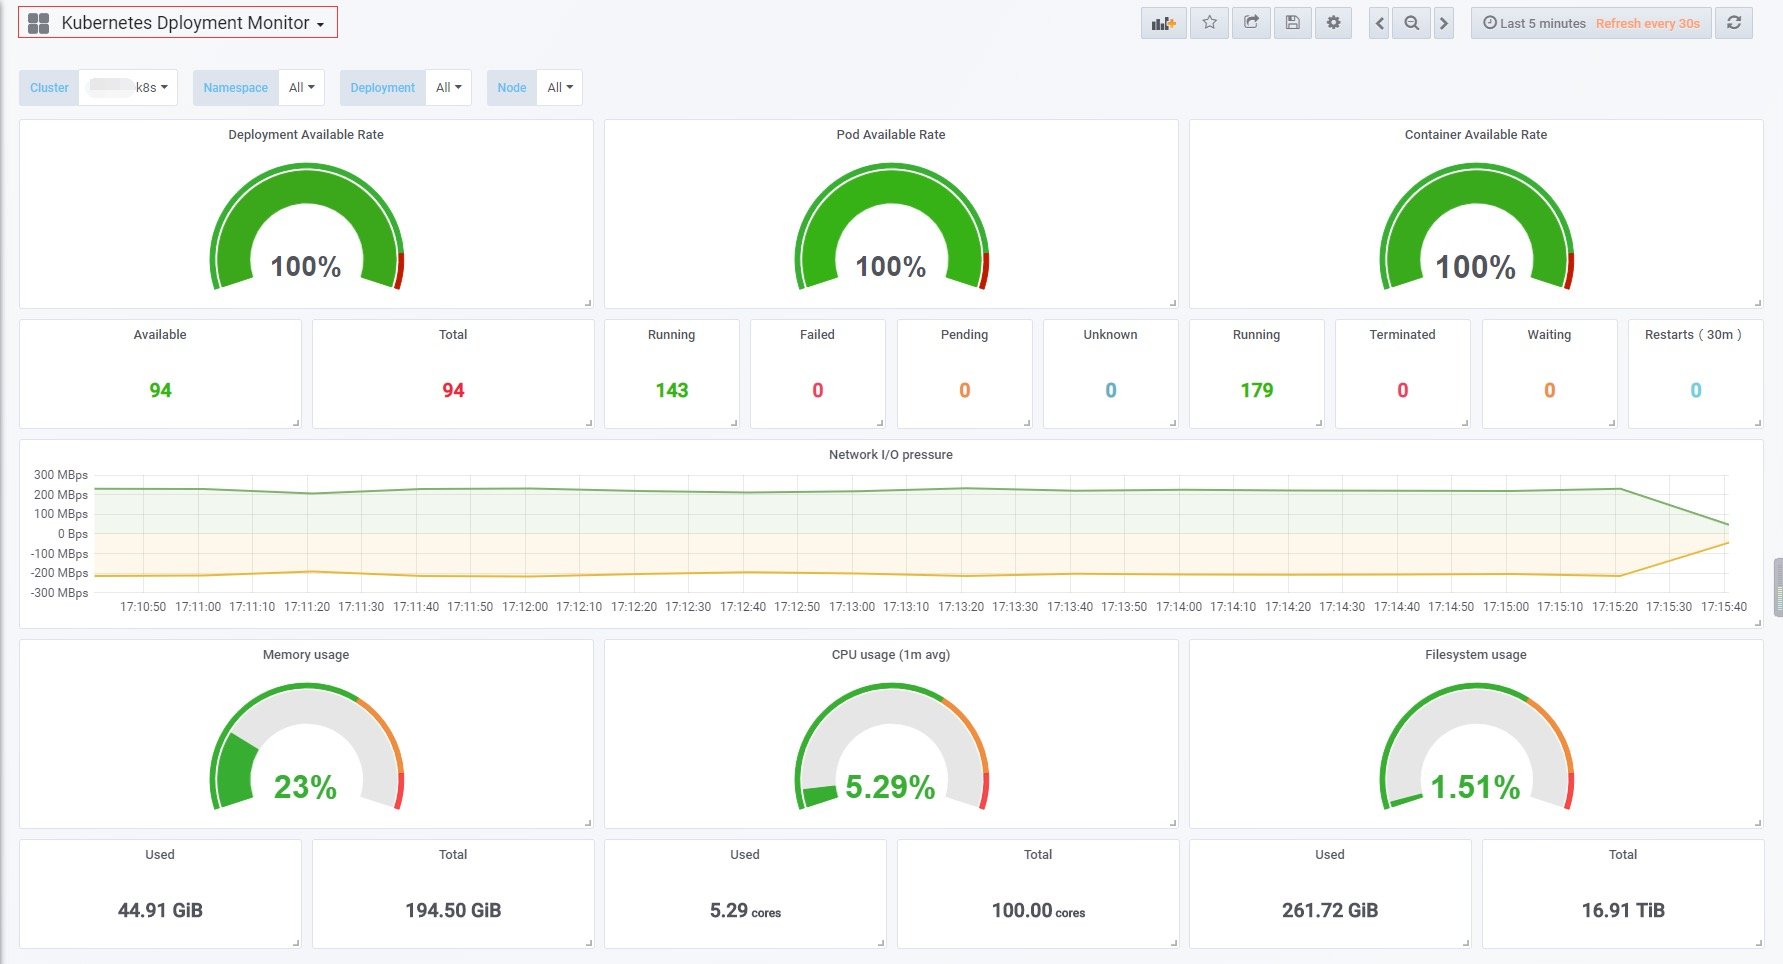 Kubernetes Dployment Monitor
Last 5 minutes Refresh every 30s
Cluster k8s Namespace All Deployment All Node All
Deployment Available Rate
100%
Pod Available Rate
100%
Container Available Rate
100%
Available
94
Total
94
Running
143
Failed
0
Pending
0
Unknown
0
Running
179
Terminated
0
Waiting
0
Restarts ( 30m )
0
Network I/O pressure
300 MBps
200 MBps
100 MBps
0 Bps
-100 MBps
-200 MBps
-300 MBps
17:10:50 17:11:00 17:11:10 17:11:20 17:11:30 17:11:40 17:11:50 17:12:00 17:12:10 17:12:20 17:12:30 17:12:40 17:12:50 17:13:00 17:13:10 17:13:20 17:13:30 17:13:40 17:13:50 17:14:00 17:14:10 17:14:20 17:14:30 17:14:40 17:14:50 17:15:00 17:15:10 17:15:20 17:15:30 17:15:40
Memory usage
23%
CPU usage (1m avg)
5.29%
Filesystem usage
1.51%
Used
44.91 GiB
Total
194.50 GiB
Used
5.29 cores
Total
100.00 cores
Used
261.72 GiB
Total
16.91 TiB